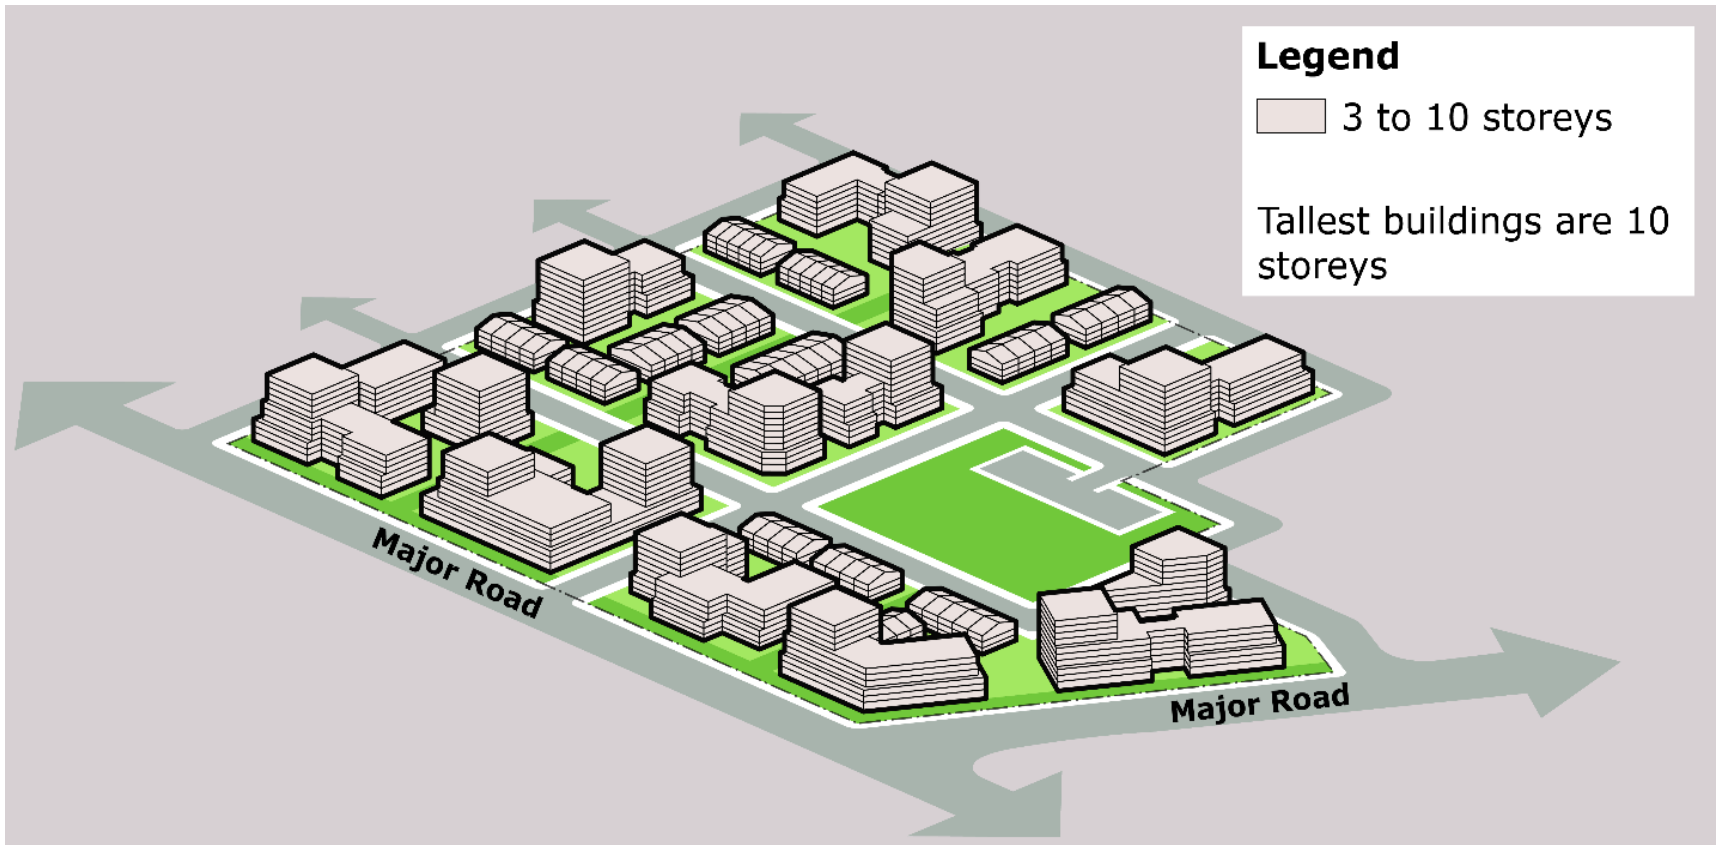 Legend
3 to 10 storeys
Tallest buildings are 10
storeys
Major Road
Major Road